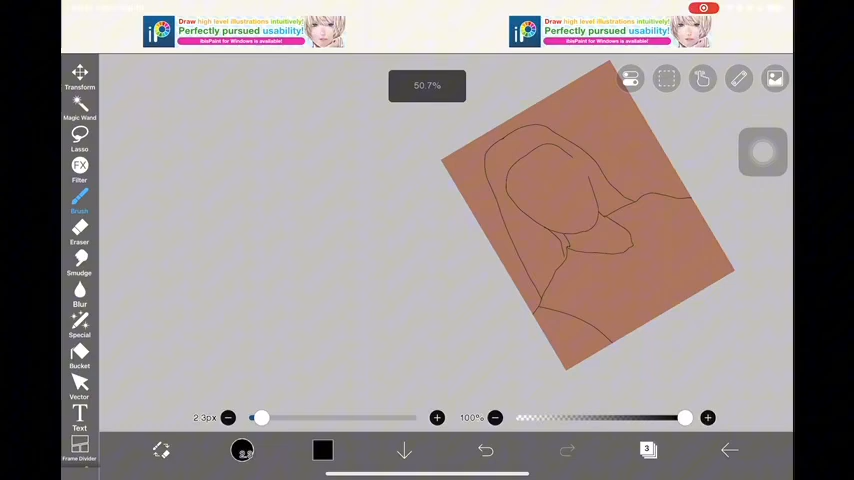 Draw high level illustrations intuitively!
Perfectly pursued usability!
ibisPaint for Windows is available!
Draw high level illustrations intuitively!
Perfectly pursued usability!
ibisPaint for Windows is available!
50.7%
Transform
Magic Wand
Lasso
FX
Filter
Brush
Eraser
Smudge
Blur
Special
Bucket
Vector
T
Text
Frame Divider
2.3px
100%
2.3
3